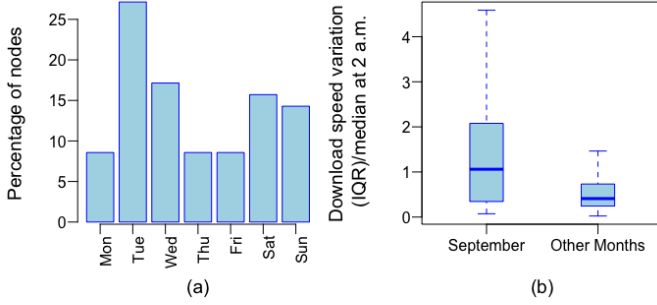 Percentage of nodes
25
20
15
10
5
0
Mon
Tue
Wed
Thu
Fri
Sat
Sun
(a)
Download speed variation
(IQR)/median at 2 a.m.
4
3
2
1
0
September
Other Months
(b)